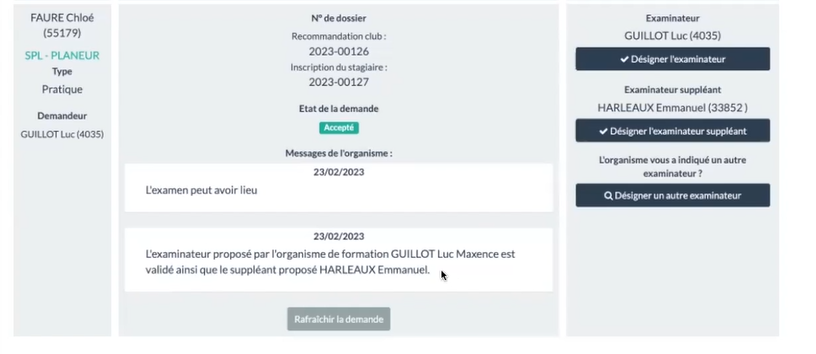 FAURE Chloé
(55179)
SPL - PLANEUR
Type
Pratique
Demandeur
GUILLOT Luc (4035)
N° de dossier
Recommandation club :
2023-00126
Inscription du stagiaire :
2023-00127
Etat de la demande
Accepté
Messages de l'organisme :
23/02/2023
L'examen peut avoir lieu
23/02/2023
L'examinateur proposé par l'organisme de formation GUILLOT Luc Maxence est
validé ainsi que le suppléant proposé HARLEAUX Emmanuel.
Rafraîchir la demande
Examinateur
GUILLOT Luc (4035)
Désigner l'examinateur
Examinateur suppléant
HARLEAUX Emmanuel (33852 )
Désigner l'examinateur suppléant
L'organisme vous a indiqué un autre
examinateur ?
Désigner un autre examinateur